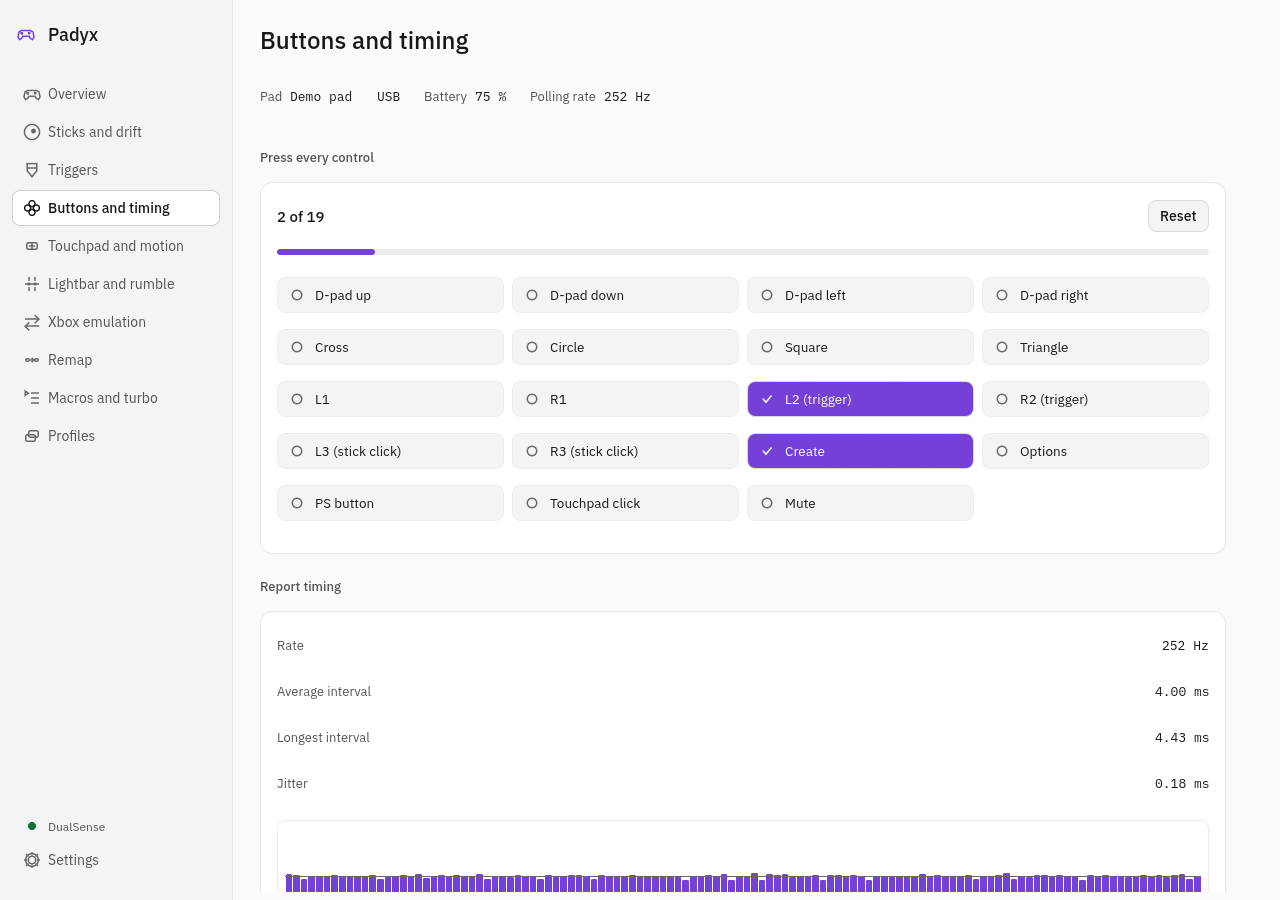 Padyx
Overview
Sticks and drift
Triggers
Buttons and timing
Touchpad and motion
Lightbar and rumble
Xbox emulation
Remap
Macros and turbo
Profiles
DualSense
Settings
Buttons and timing
Pad Demo pad USB Battery 75 % Polling rate 252 Hz
Press every control
2 of 19 Reset
D-pad up D-pad down D-pad left D-pad right
Cross Circle Square Triangle
L1 R1 L2 (trigger) R2 (trigger)
L3 (stick click) R3 (stick click) Create Options
PS button Touchpad click Mute
Report timing
Rate 252 Hz
Average interval 4.00 ms
Longest interval 4.43 ms
Jitter 0.18 ms